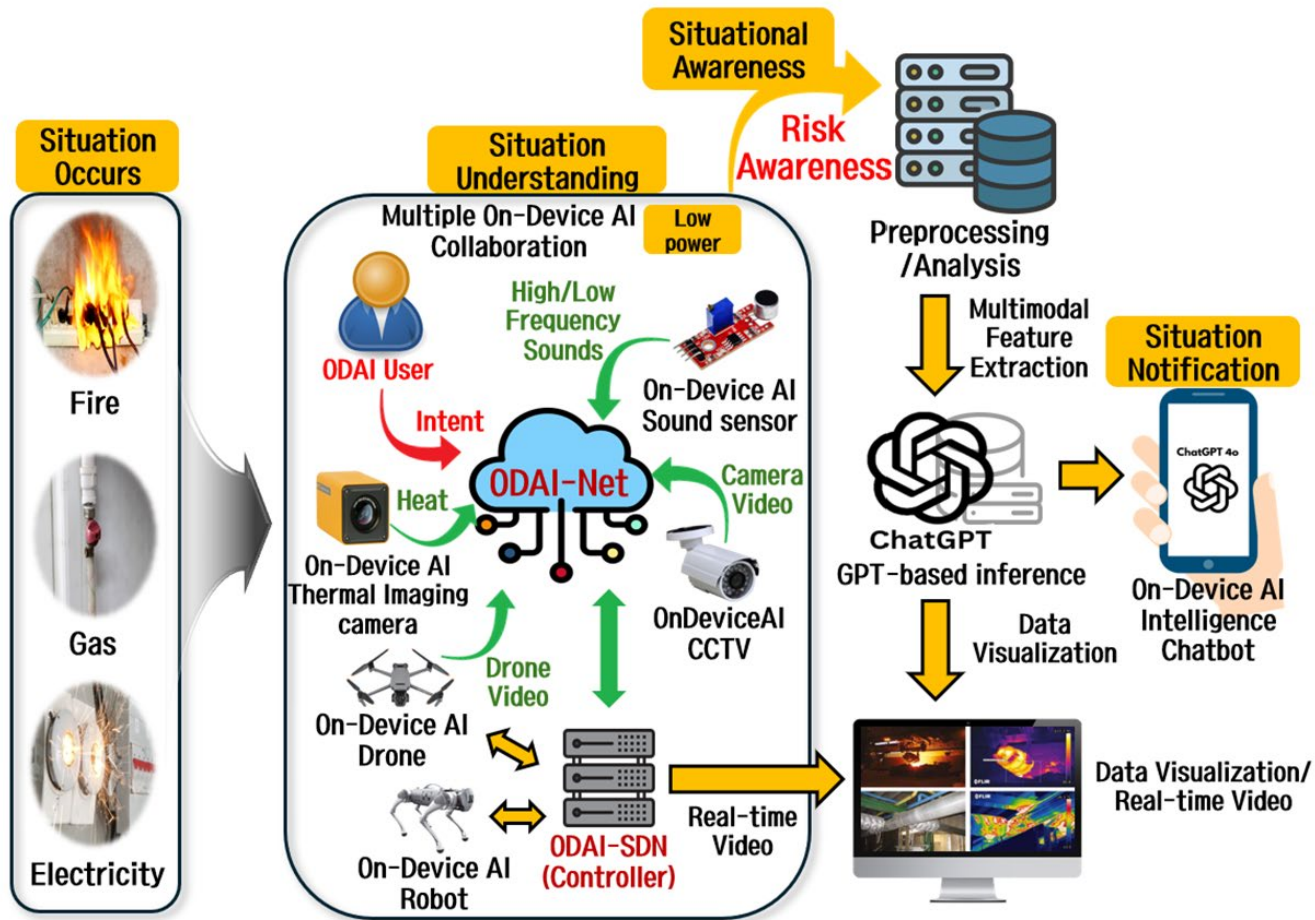 Situation
Occurs
Fire
Gas
Electricity
Situation
Understanding
Multiple On-Device AI
Collaboration
Low
power
ODAI User
Intent
High/Low
Frequency
Sounds
On-Device AI
Sound sensor
ODAI-Net
Heat
On-Device AI
Thermal Imaging
camera
Camera
Video
OnDeviceAI
CCTV
Drone
Video
On-Device AI
Drone
On-Device AI
Robot
ODAI-SDN
(Controller)
Real-time
Video
Situational
Awareness
Risk
Awareness
Preprocessing
/Analysis
Multimodal
Feature
Extraction
ChatGPT
GPT-based inference
Situation
Notification
ChatGPT 4o
On-Device AI
Intelligence
Chatbot
Data
Visualization
Data Visualization/
Real-time Video